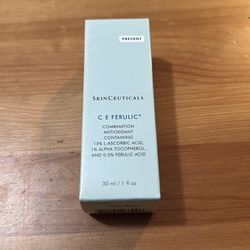 PREVENT
SKINCEUTICALS
C E FERULIC®
COMBINATION
ANTIOXIDANT
CONTAINING
15% L-ASCORBIC ACID,
1% ALPHA TOCOPHEROL,
AND 0.5% FERULIC ACID
30 ml / 1 fl oz